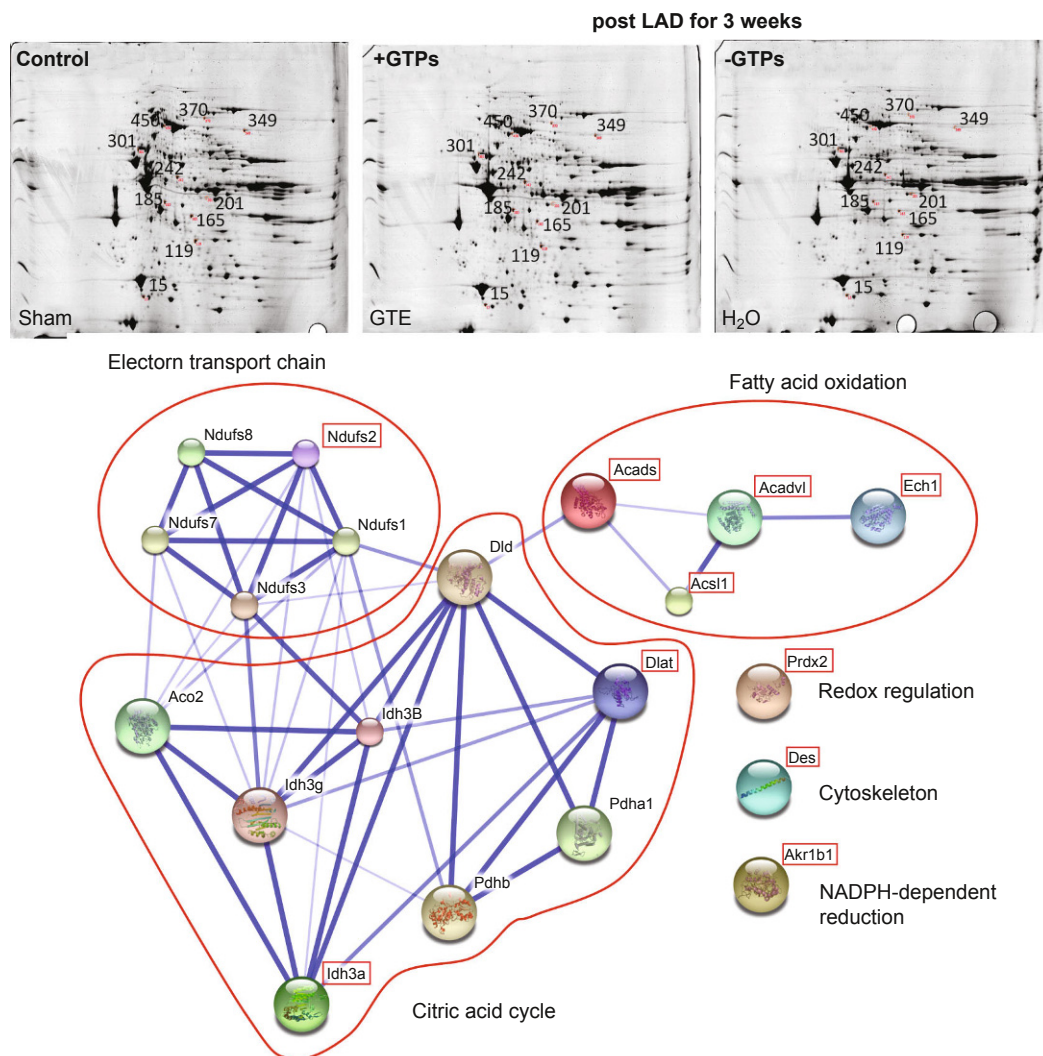 post LAD for 3 weeks
Control
450
370
349
301
242
185
201
165
119
15
Sham
+GTPs
450
370
349
301
242
185
201
165
119
15
GTE
-GTPs
450
370
349
301
242
185
201
165
119
15
H₂O
Electorn transport chain
Fatty acid oxidation
Ndufs8
Ndufs2
Ndufs7
Ndufs1
Ndufs3
Dld
Acads
Acadvl
Ech1
Acsl1
Aco2
Idh3B
Dlat
Idh3g
Pdha1
Pdhb
Idh3a
Citric acid cycle
Prdx2
Redox regulation
Des
Cytoskeleton
Akr1b1
NADPH-dependent
reduction